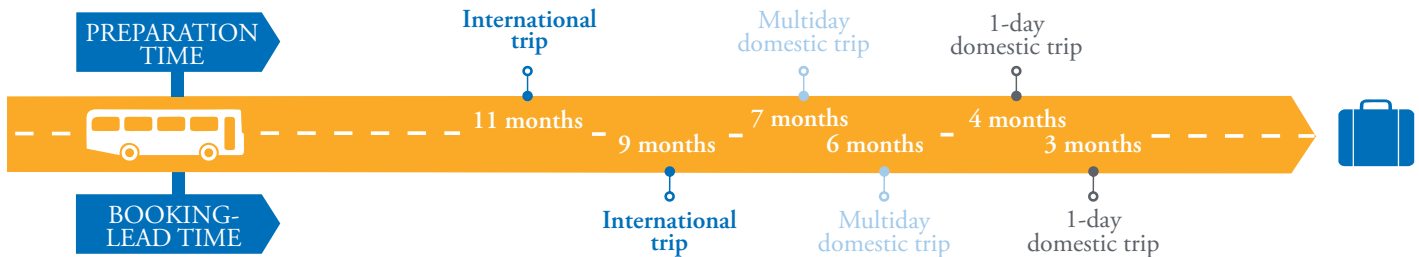 PREPARATION
TIME
International
trip
Multiday
domestic trip
1-day
domestic trip
11 months
7 months
4 months
9 months
6 months
3 months
BOOKING-
LEAD TIME
International
trip
Multiday
domestic trip
1-day
domestic trip